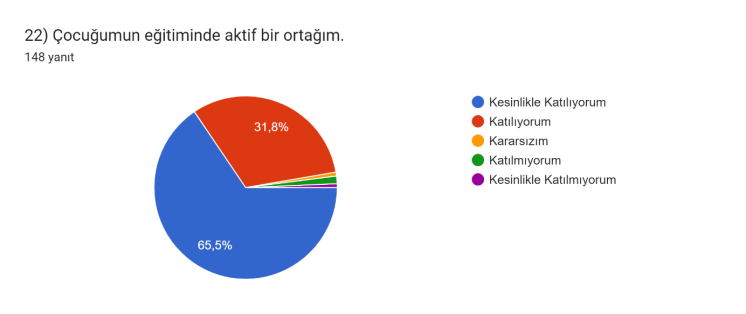 22) Çocuğumun eğitiminde aktif bir ortağım.
148 yanıt
31,8%
65,5%
Kesinlikle Katılıyorum
Katılıyorum
Kararsızım
Katılmıyorum
Kesinlikle Katılmıyorum